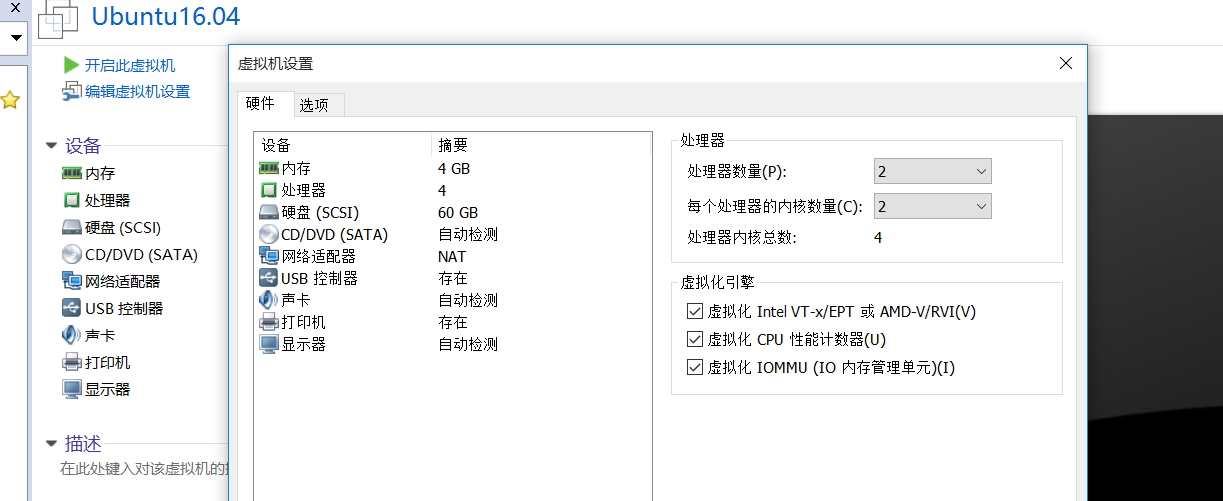 Ubuntu16.04
开启此虚拟机
编辑虚拟机设置
设备
内存
处理器
硬盘 (SCSI)
CD/DVD (SATA)
网络适配器
USB 控制器
声卡
打印机
显示器
描述
在此处键入对该虚拟机的
虚拟机设置
硬件 选项
设备 摘要
内存 4 GB
处理器 4
硬盘 (SCSI) 60 GB
CD/DVD (SATA) 自动检测
网络适配器 NAT
USB 控制器 存在
声卡 自动检测
打印机 存在
显示器 自动检测
处理器
处理器数量(P): 2
每个处理器的内核数量(C): 2
处理器内核总数: 4
虚拟化引擎
虚拟化 Intel VT-x/EPT 或 AMD-V/RVI(V)
虚拟化 CPU 性能计数器(U)
虚拟化 IOMMU (IO 内存管理单元)(I)